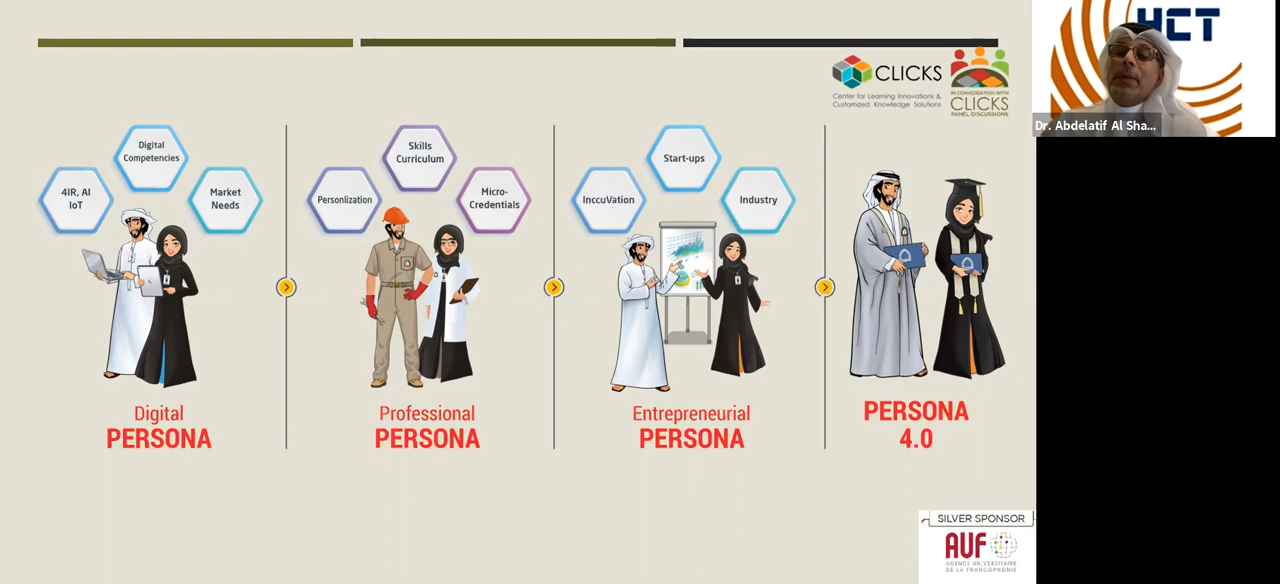 HCT
Dr. Abdelatif Al Sha...
CLICKS
Center for Learning Innovations &
Customized Knowledge Solutions
IN CONVERSATION WITH
CLICKS
PANEL DISCUSSIONS
4IR, AI
IoT
Digital
Competencies
Market
Needs
Digital
PERSONA
Personlization
Skills
Curriculum
Micro-
Credentials
Professional
PERSONA
InccuVation
Start-ups
Industry
Entrepreneurial
PERSONA
PERSONA
4.0
SILVER SPONSOR
AUF
AGENCE UNIVERSITAIRE
DE LA FRANCOPHONIE